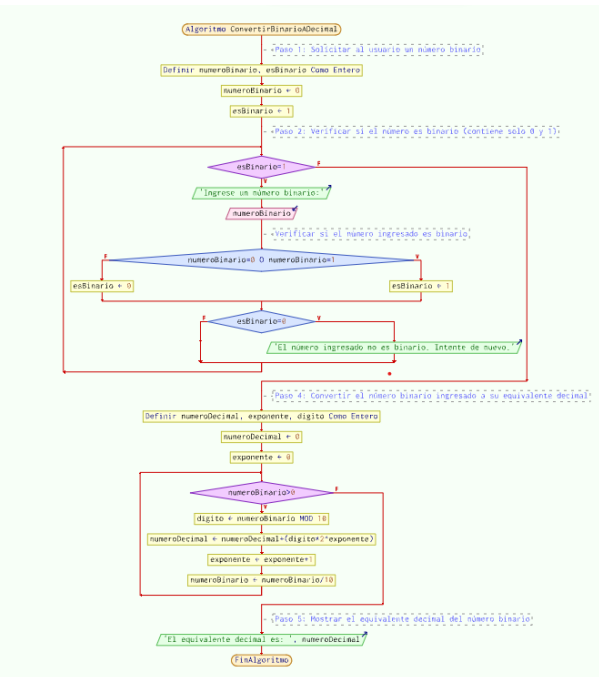 Algoritmo ConvertirBinarioADecimal
Paso 1: Solicitar al usuario un número binario
Definir numeroBinario, esBinario Como Entero
numeroBinario ← 0
esBinario ← 1
Paso 2: Verificar si el número es binario (contiene solo 0 y 1)
esBinario=1
F
V
'Ingrese un número binario:'
numeroBinario
Verificar si el número ingresado es binario
numeroBinario=0 O numeroBinario=1
F
V
esBinario ← 0
esBinario ← 1
esBinario=0
F
V
'El número ingresado no es binario. Intente de nuevo.'
Paso 4: Convertir el número binario ingresado a su equivalente decimal
Definir numeroDecimal, exponente, digito Como Entero
numeroDecimal ← 0
exponente ← 0
numeroBinario>0
F
V
digito ← numeroBinario MOD 10
numeroDecimal ← numeroDecimal+(digito*2^exponente)
exponente ← exponente+1
numeroBinario ← numeroBinario/10
Paso 5: Mostrar el equivalente decimal del número binario
'El equivalente decimal es: ', numeroDecimal
FinAlgoritmo